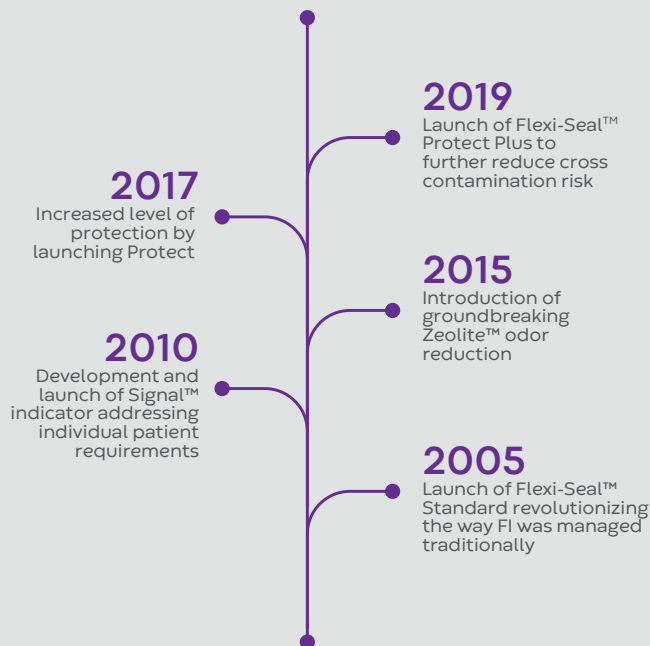 2019
Launch of Flexi-Seal™
Protect Plus to
further reduce cross
contamination risk
2017
Increased level of
protection by
launching Protect
2015
Introduction of
groundbreaking
Zeolite™ odor
reduction
2010
Development and
launch of Signal™
indicator addressing
individual patient
requirements
2005
Launch of Flexi-Seal™
Standard revolutionizing
the way FI was managed
traditionally